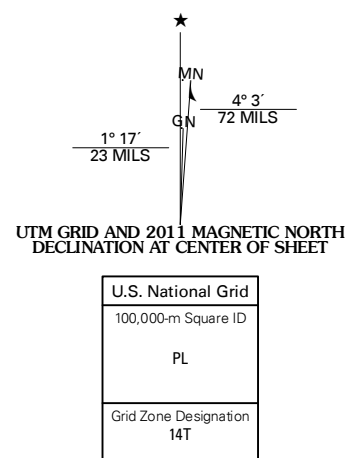 ★
MN
GN
4° 3´
72 MILS
1° 17´
23 MILS
UTM GRID AND 2011 MAGNETIC NORTH
DECLINATION AT CENTER OF SHEET
U.S. National Grid
100,000-m Square ID
PL
Grid Zone Designation
14T